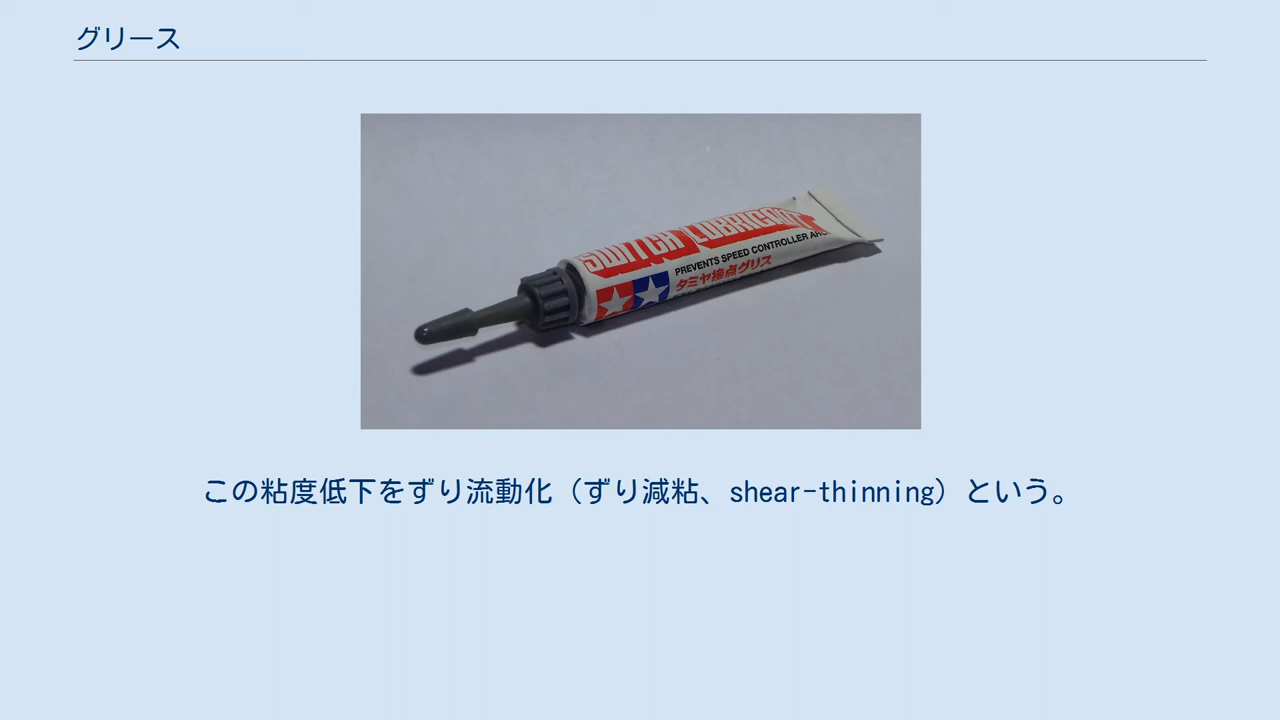 グリース
SWITCH LUBRICANT
PREVENTS SPEED CONTROLLER
タミヤ接点グリス
この粘度低下をずり流動化（ずり減粘、shear-thinning）という。